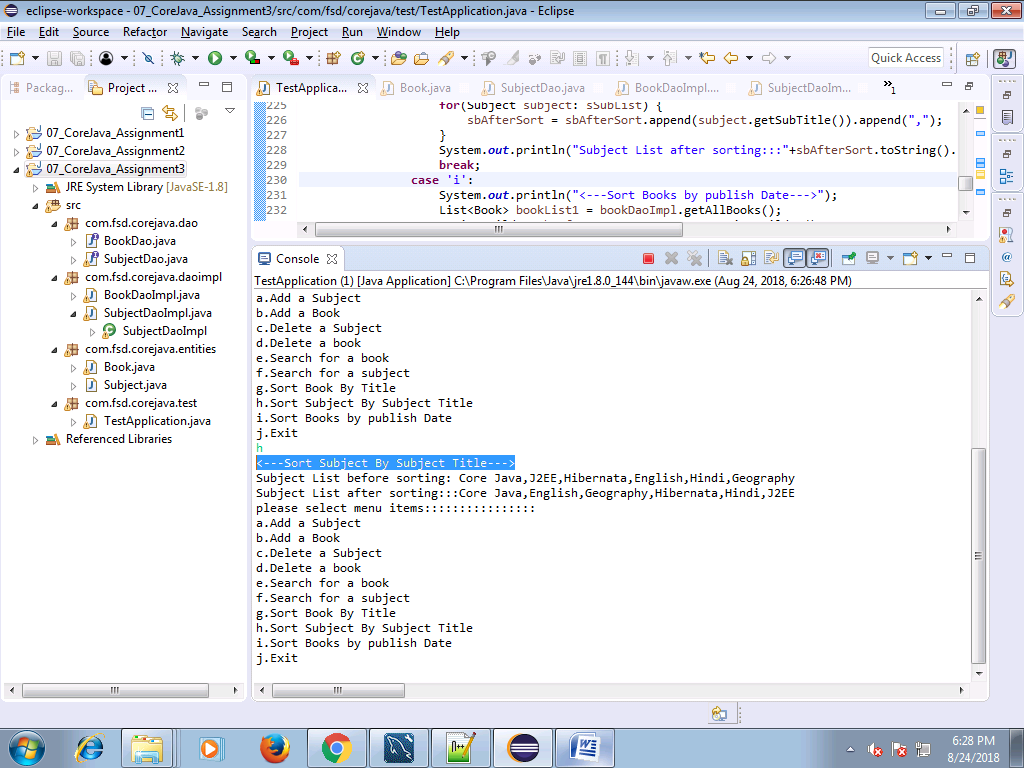 eclipse-workspace - 07_CoreJava_Assignment3/src/com/fsd/corejava/test/TestApplication.java - Eclipse
File Edit Source Refactor Navigate Search Project Run Window Help
Quick Access
Packag... Project ...
07_CoreJava_Assignment1
07_CoreJava_Assignment2
07_CoreJava_Assignment3
JRE System Library [JavaSE-1.8]
src
com.fsd.corejava.dao
BookDao.java
SubjectDao.java
com.fsd.corejava.daoimpl
BookDaoImpl.java
SubjectDaoImpl.java
SubjectDaoImpl
com.fsd.corejava.entities
Book.java
Subject.java
com.fsd.corejava.test
TestApplication.java
Referenced Libraries
TestApplica... Book.java SubjectDao.java BookDaoImpl.... SubjectDaoIm... »1
225 for(Subject subject: sSubList) {
226 sbAfterSort = sbAfterSort.append(subject.getSubTitle()).append(",");
227 }
228 System.out.println("Subject List after sorting:::"+sbAfterSort.toString().
229 break;
230 case 'i':
231 System.out.println("<---Sort Books by publish Date--->");
232 List<Book> bookList1 = bookDaoImpl.getAllBooks();
Console
TestApplication (1) [Java Application] C:\Program Files\Java\jre1.8.0_144\bin\javaw.exe (Aug 24, 2018, 6:26:48 PM)
a.Add a Subject
b.Add a Book
c.Delete a Subject
d.Delete a book
e.Search for a book
f.Search for a subject
g.Sort Book By Title
h.Sort Subject By Subject Title
i.Sort Books by publish Date
j.Exit
h
<---Sort Subject By Subject Title--->
Subject List before sorting: Core Java,J2EE,Hibernata,English,Hindi,Geography
Subject List after sorting:::Core Java,English,Geography,Hibernata,Hindi,J2EE
please select menu items::::::::::::::::
a.Add a Subject
b.Add a Book
c.Delete a Subject
d.Delete a book
e.Search for a book
f.Search for a subject
g.Sort Book By Title
h.Sort Subject By Subject Title
i.Sort Books by publish Date
j.Exit
6:28 PM
8/24/2018